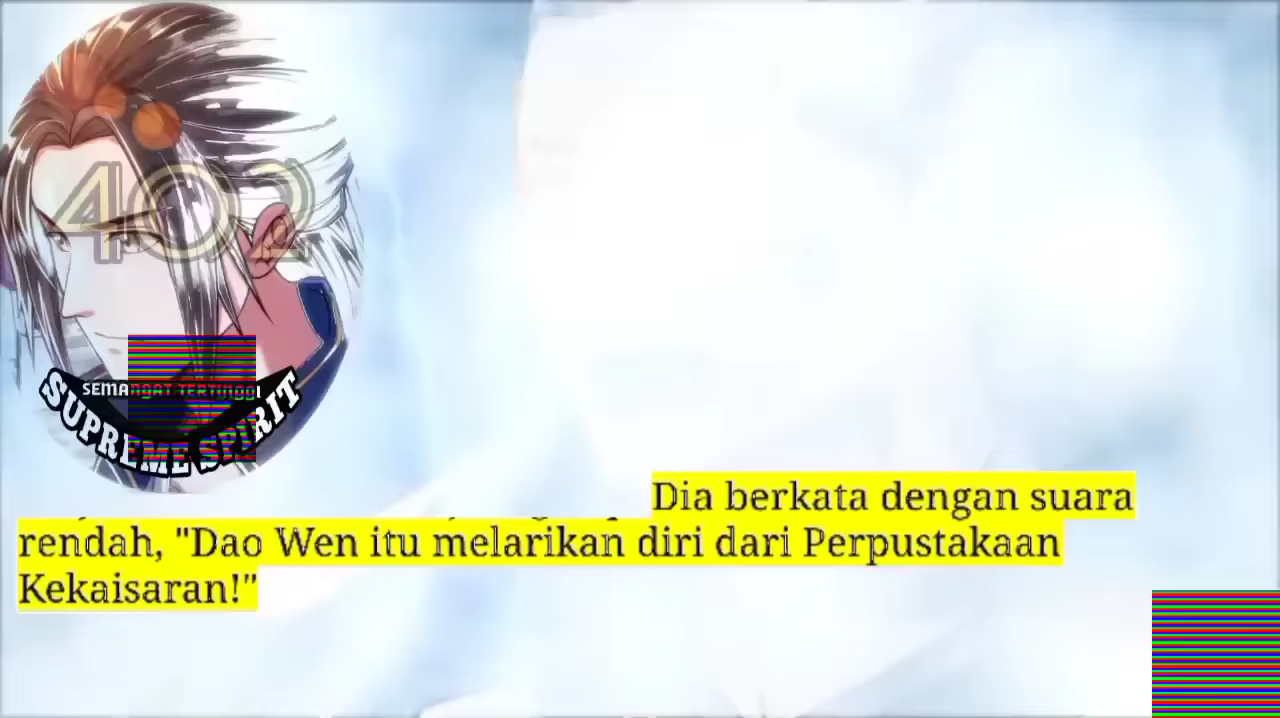 402
SEMANGAT TERTINGGI
SUPREME SPIRIT
Dia berkata dengan suara
rendah, "Dao Wen itu melarikan diri dari Perpustakaan
Kekaisaran!"